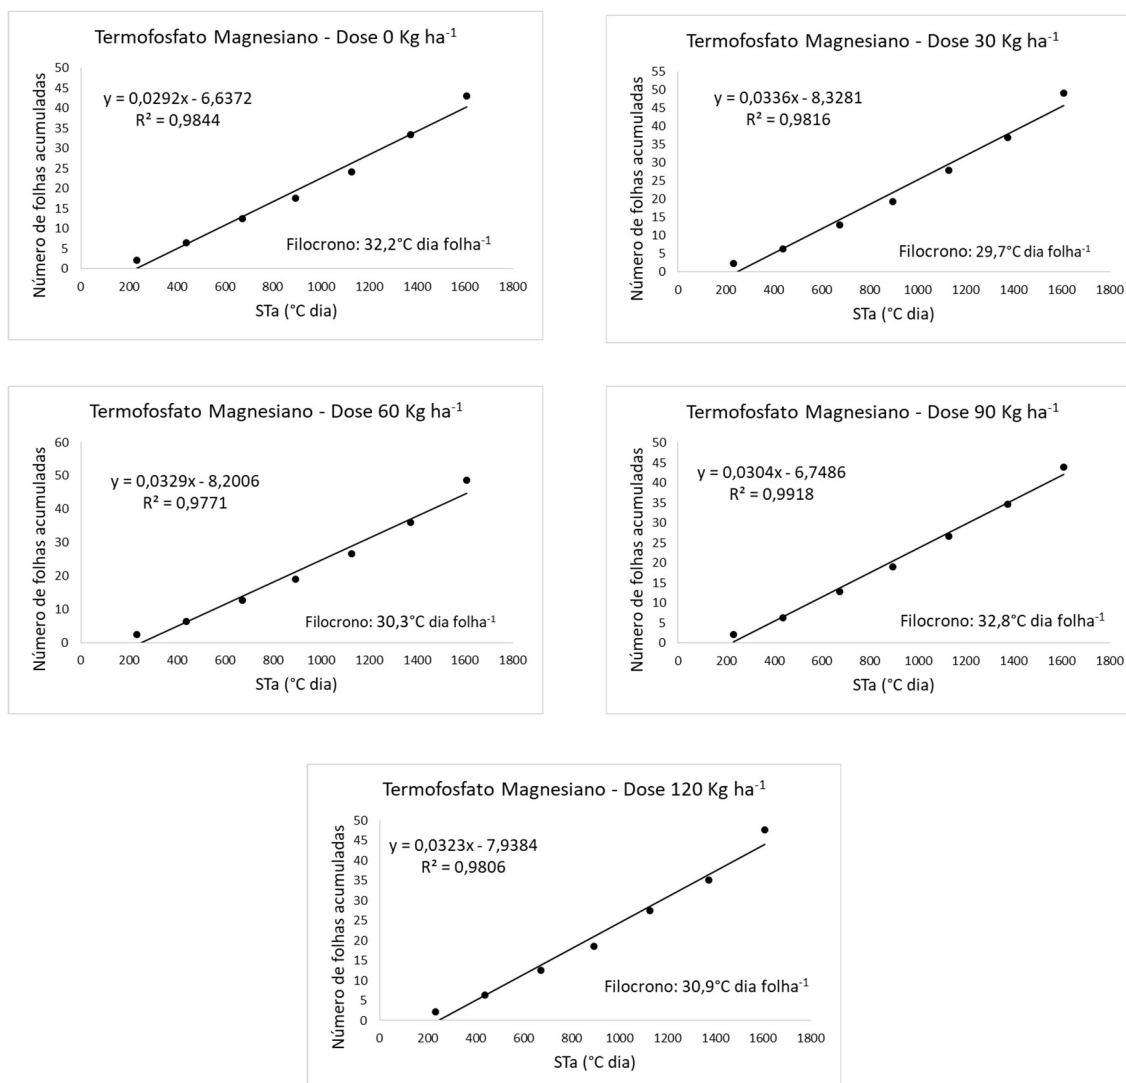 Termofosfato Magnesiano - Dose 0 Kg ha⁻¹
Número de folhas acumuladas
50
45
40
35
30
25
20
15
10
5
0
y = 0,0292x - 6,6372
R² = 0,9844
Filocrono: 32,2°C dia folha⁻¹
0 200 400 600 800 1000 1200 1400 1600 1800
STa (°C dia)
Termofosfato Magnesiano - Dose 30 Kg ha⁻¹
Número de folhas acumuladas
55
50
45
40
35
30
25
20
15
10
5
0
y = 0,0336x - 8,3281
R² = 0,9816
Filocrono: 29,7°C dia folha⁻¹
0 200 400 600 800 1000 1200 1400 1600 1800
STa (°C dia)
Termofosfato Magnesiano - Dose 60 Kg ha⁻¹
Número de folhas acumuladas
60
50
40
30
20
10
0
y = 0,0329x - 8,2006
R² = 0,9771
Filocrono: 30,3°C dia folha⁻¹
0 200 400 600 800 1000 1200 1400 1600 1800
STa (°C dia)
Termofosfato Magnesiano - Dose 90 Kg ha⁻¹
Número de folhas acumuladas
50
45
40
35
30
25
20
15
10
5
0
y = 0,0304x - 6,7486
R² = 0,9918
Filocrono: 32,8°C dia folha⁻¹
0 200 400 600 800 1000 1200 1400 1600 1800
STa (°C dia)
Termofosfato Magnesiano - Dose 120 Kg ha⁻¹
Número de folhas acumuladas
50
45
40
35
30
25
20
15
10
5
0
y = 0,0323x - 7,9384
R² = 0,9806
Filocrono: 30,9°C dia folha⁻¹
0 200 400 600 800 1000 1200 1400 1600 1800
STa (°C dia)